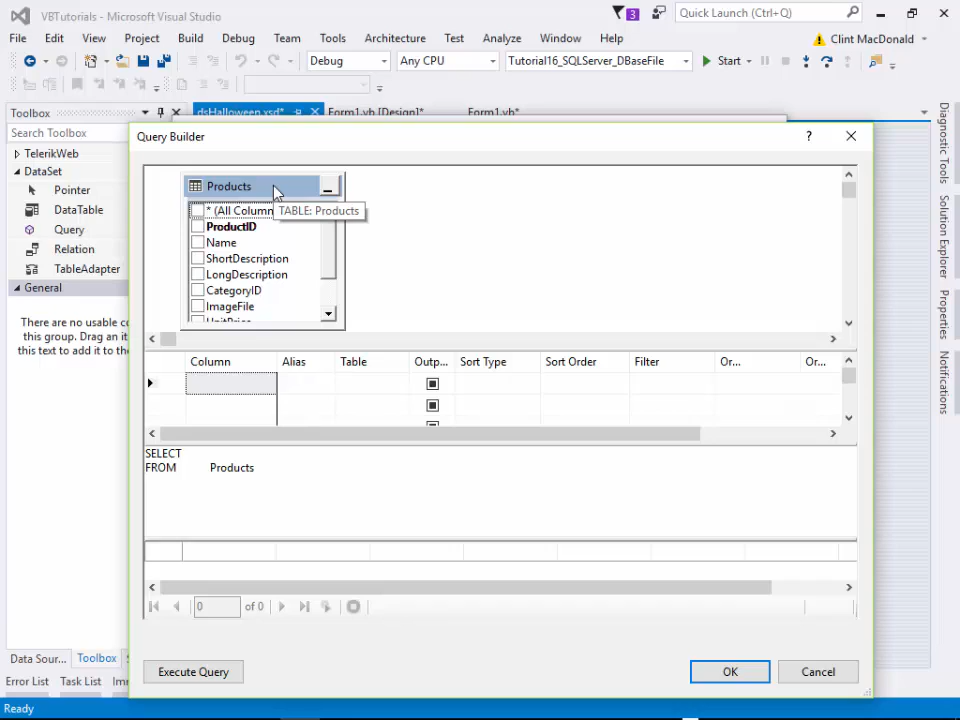 VBTutorials - Microsoft Visual Studio
3
Quick Launch (Ctrl+Q)
File Edit View Project Build Debug Team Tools Architecture Test Analyze Window Help
Clint MacDonald
Debug Any CPU Tutorial16_SQLServer_DBaseFile Start
Toolbox
dsHalloween.xsd* Form1.vb [Design]* Form1.vb*
Search Toolbox
TelerikWeb
DataSet
Pointer
DataTable
Query
Relation
TableAdapter
General
There are no usable co
this group. Drag an it
this text to add it to the
Data Sour... Toolbox
Error List Task List Imr
Ready
Query Builder
?
Products
TABLE: Products
* (All Column
ProductID
Name
ShortDescription
LongDescription
CategoryID
ImageFile
UnitPrice
Column Alias Table Outp... Sort Type Sort Order Filter Or... Or...
SELECT
FROM Products
0 of 0
Execute Query OK Cancel
Diagnostic Tools
Solution Explorer
Properties
Notifications